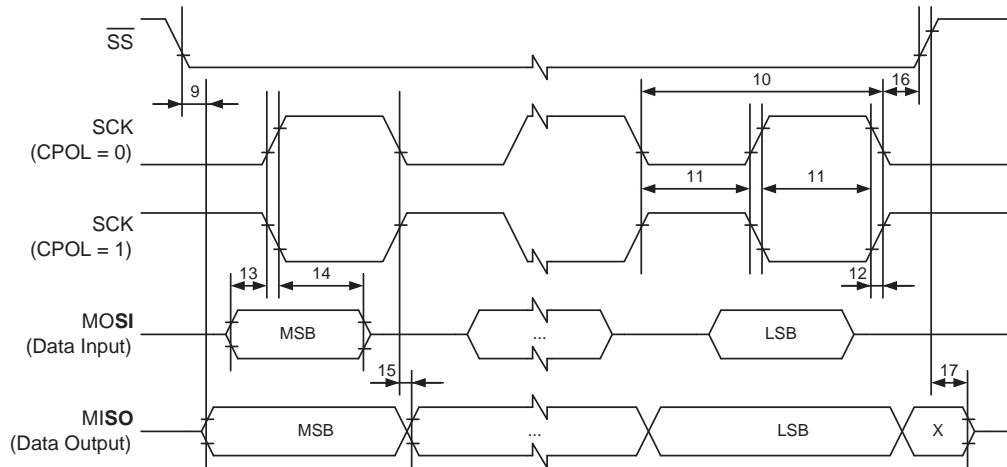 SS
10
9
16
SCK
(CPOL = 0)
11
11
SCK
(CPOL = 1)
13
14
12
MOSI
(Data Input)
MSB
...
LSB
15
17
MISO
(Data Output)
MSB
...
LSB
X